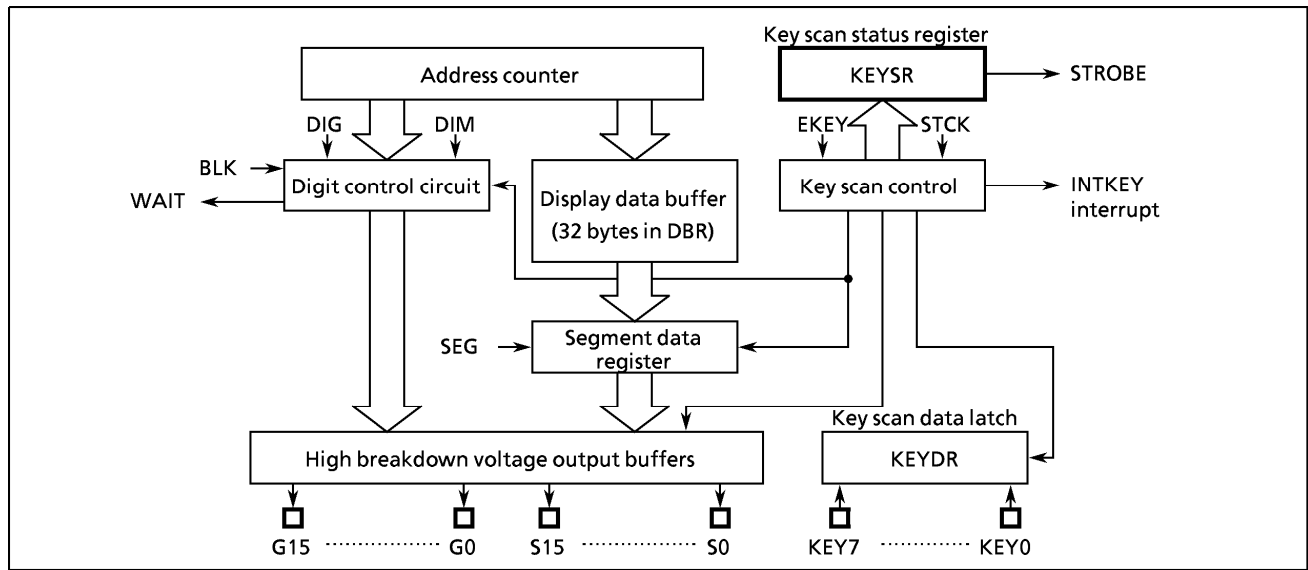 Key scan status register
Address counter
KEYSR
STROBE
DIG
DIM
EKEY
STCK
BLK
Digit control circuit
Display data buffer
(32 bytes in DBR)
Key scan control
INTKEY
interrupt
WAIT
SEG
Segment data
register
Key scan data latch
High breakdown voltage output buffers
KEYDR
G15 ................ G0 S15 ................ S0 KEY7 ............. KEY0